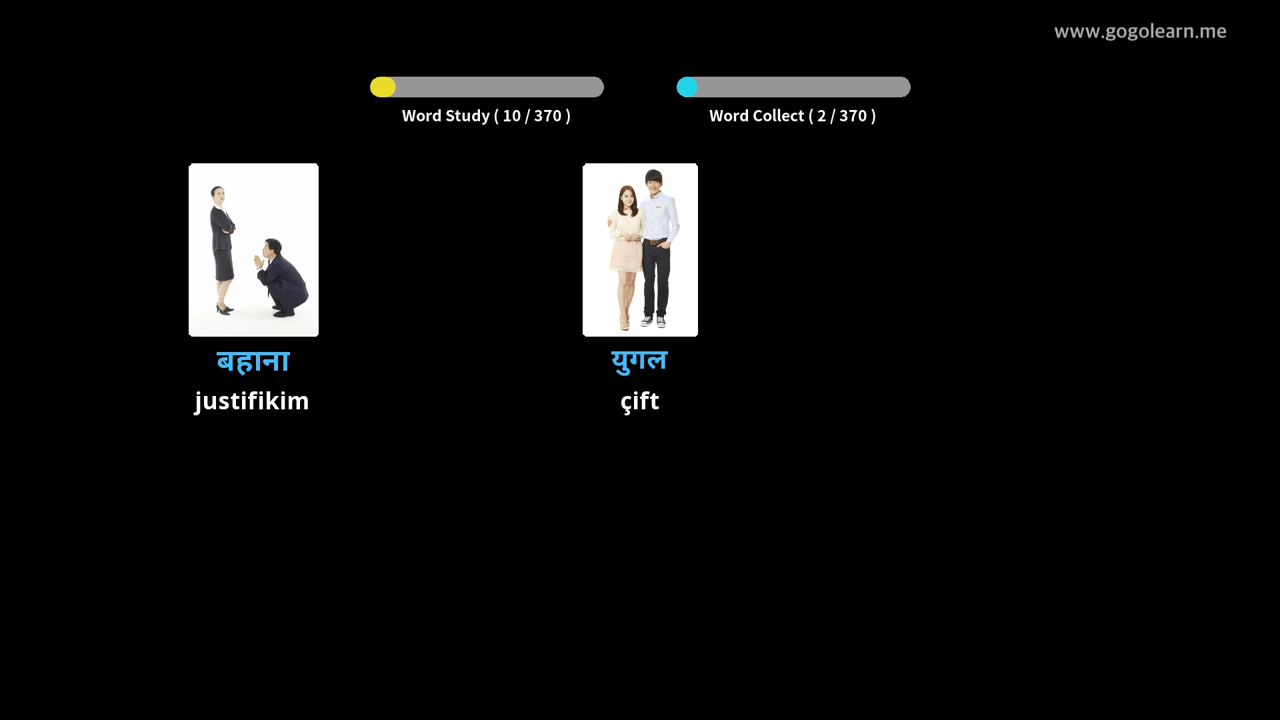 www.gogolearn.me
Word Study ( 10 / 370 )
Word Collect ( 2 / 370 )
बहाना
justifikim
युगल
çift